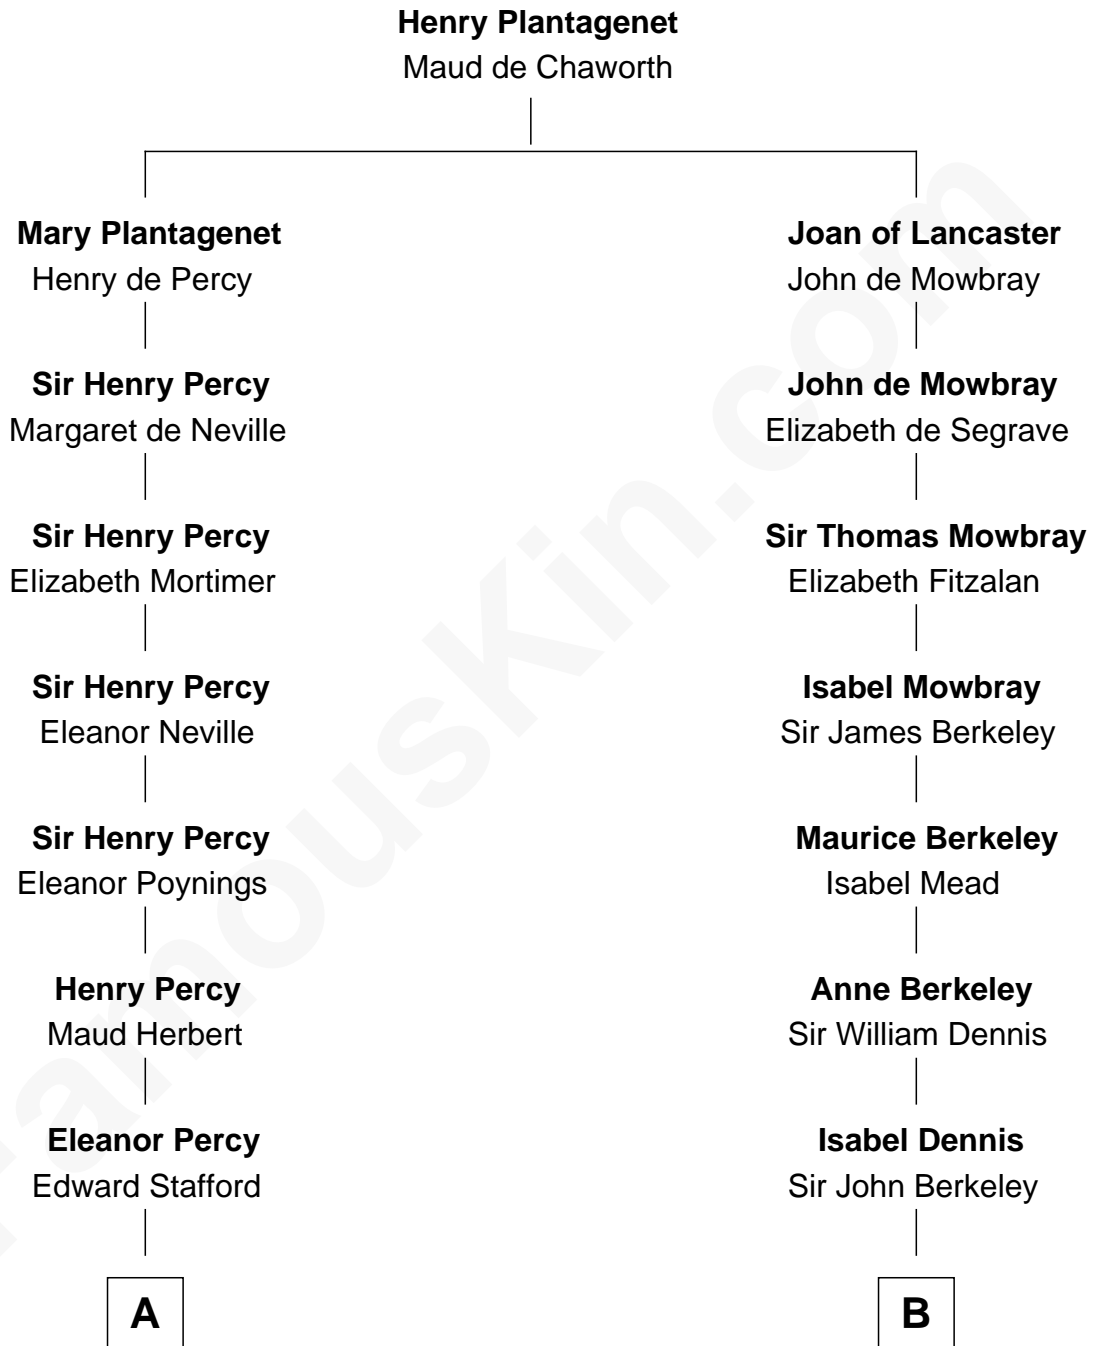 Henry Plantagenet
Maud de Chaworth
Mary Plantagenet
Henry de Percy
Joan of Lancaster
John de Mowbray
Sir Henry Percy
Margaret de Neville
John de Mowbray
Elizabeth de Segrave
Sir Henry Percy
Elizabeth Mortimer
Sir Thomas Mowbray
Elizabeth Fitzalan
Sir Henry Percy
Eleanor Neville
Isabel Mowbray
Sir James Berkeley
Sir Henry Percy
Eleanor Poynings
Maurice Berkeley
Isabel Mead
Henry Percy
Maud Herbert
Anne Berkeley
Sir William Dennis
Eleanor Percy
Edward Stafford
Isabel Dennis
Sir John Berkeley
A
B
FamousKin.com